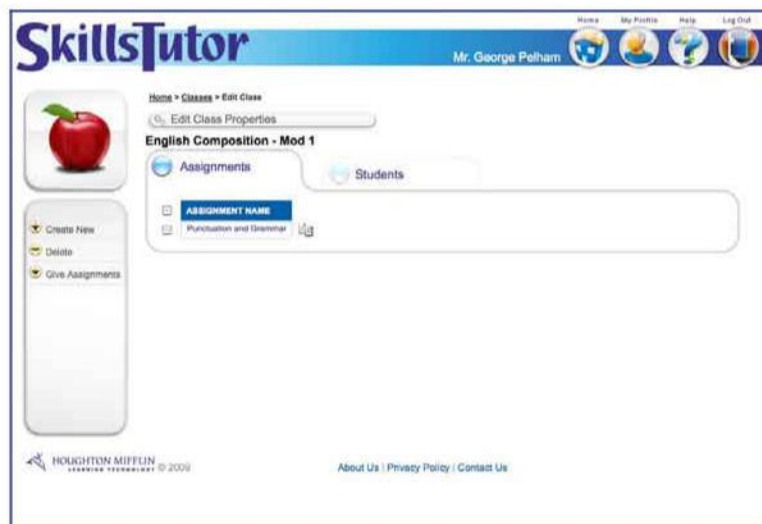 Home My Profile Help Log Out
SkillsTutor
Mr. George Pelham
Home > Classes > Edit Class
Edit Class Properties
English Composition - Mod 1
Assignments
Students
ASSIGNMENT NAME
Punctuation and Grammar
Create New
Delete
Give Assignments
HOUGHTON MIFFLIN
LEARNING TECHNOLOGY © 2009
About Us | Privacy Policy | Contact Us